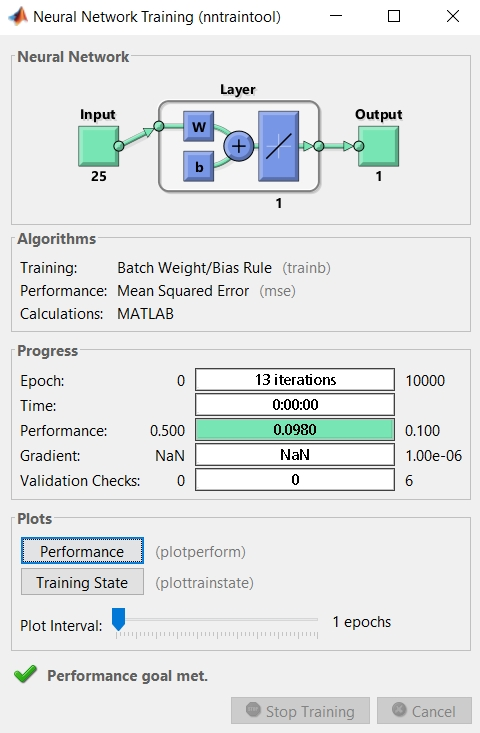 Neural Network Training (nntraintool)
Neural Network
Layer
Input
Output
W
b
+
25
1
1
Algorithms
Training: Batch Weight/Bias Rule (trainb)
Performance: Mean Squared Error (mse)
Calculations: MATLAB
Progress
Epoch: 0 13 iterations 10000
Time: 0:00:00
Performance: 0.500 0.0980 0.100
Gradient: NaN NaN 1.00e-06
Validation Checks: 0 0 6
Plots
Performance (plotperform)
Training State (plottrainstate)
Plot Interval: 1 epochs
Performance goal met.
Stop Training Cancel